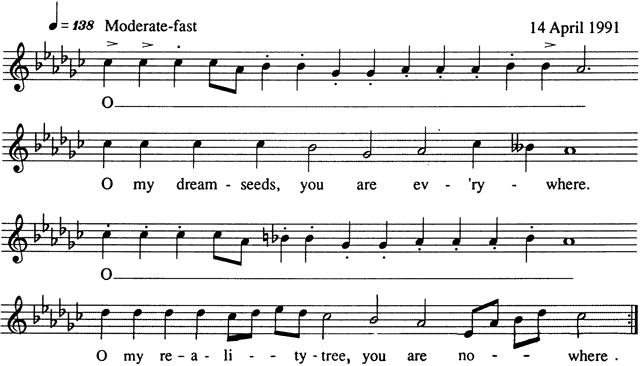 ♩ = 138 Moderate-fast 14 April 1991
O
O my dream - seeds, you are ev - 'ry - where.
O
O my re - a - li - - ty - tree, you are no - - where .